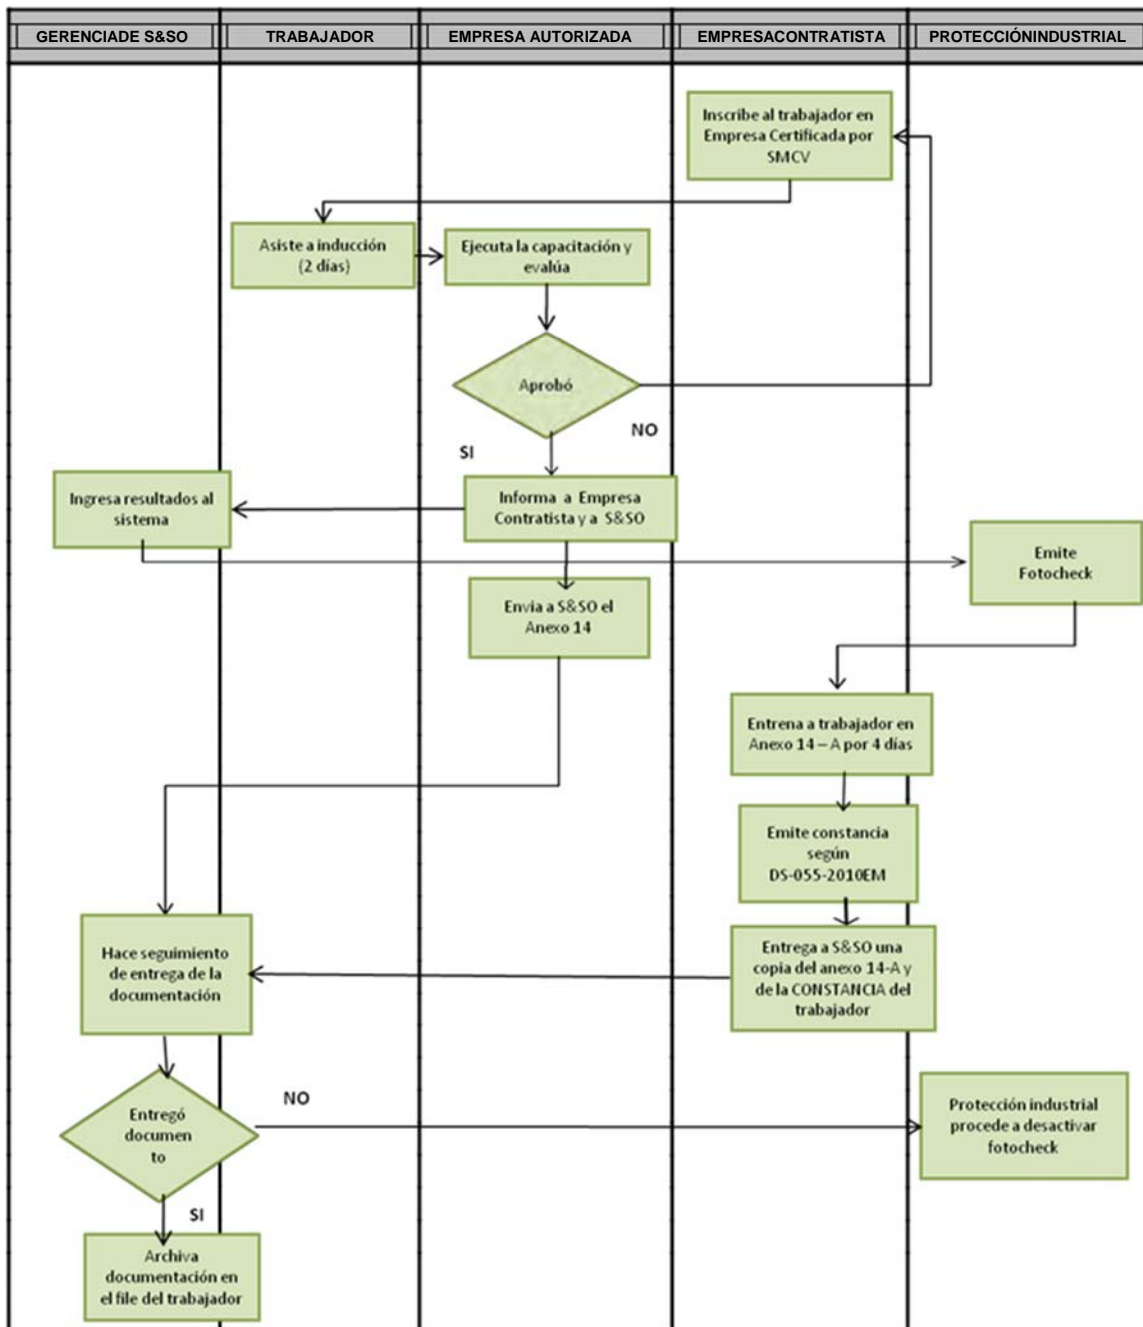 GERENCIADE S&SO
TRABAJADOR
EMPRESA AUTORIZADA
EMPRESACONTRATISTA
PROTECCIÓNINDUSTRIAL
Inscribe al trabajador en
Empresa Certificada por
SMCV
Asiste a inducción
(2 días)
Ejecuta la capacitación y
evalúa
Aprobó
NO
SI
Ingresa resultados al
sistema
Informa a Empresa
Contratista y a S&SO
Emite
Fotocheck
Envia a S&SO el
Anexo 14
Entrena a trabajador en
Anexo 14 – A por 4 días
Emite constancia
según
DS-055-2010EM
Hace seguimiento
de entrega de la
documentación
Entrega a S&SO una
copia del anexo 14-A y
de la CONSTANCIA del
trabajador
Entregó
documen
to
NO
Protección industrial
procede a desactivar
fotocheck
SI
Archiva
documentación en
el file del trabajador